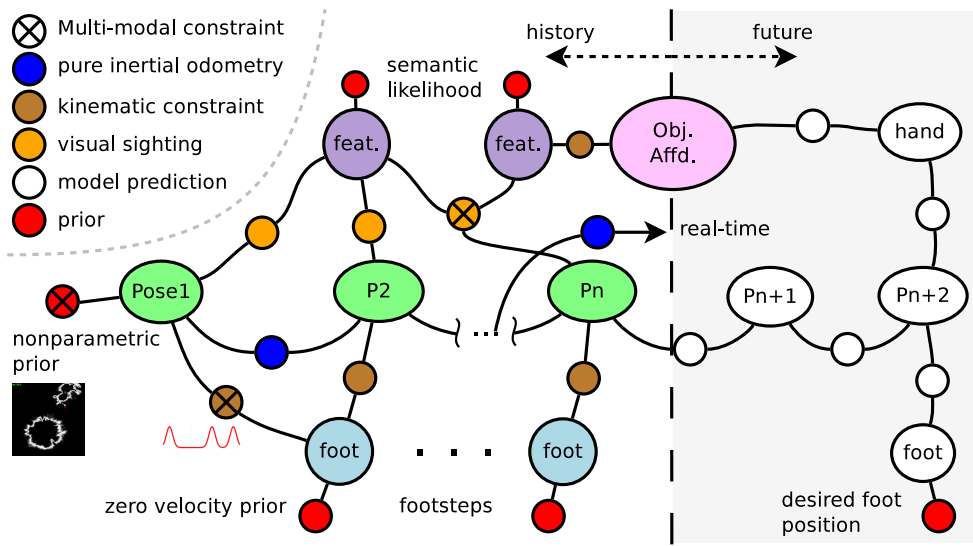 Multi-modal constraint
pure inertial odometry
kinematic constraint
visual sighting
model prediction
prior
history
future
semantic
likelihood
feat.
feat.
Obj.
Affd.
hand
real-time
Pose1
P2
Pn
Pn+1
Pn+2
nonparametric
prior
foot
foot
foot
zero velocity prior
footsteps
desired foot
position